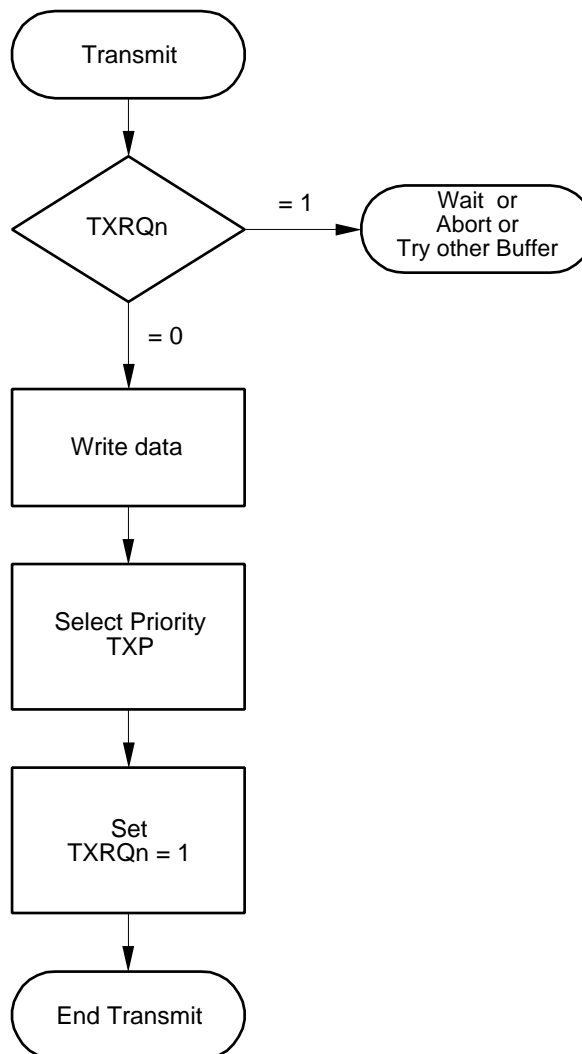 Transmit
TXRQn
= 1
Wait or
Abort or
Try other Buffer
= 0
Write data
Select Priority
TXP
Set
TXRQn = 1
End Transmit